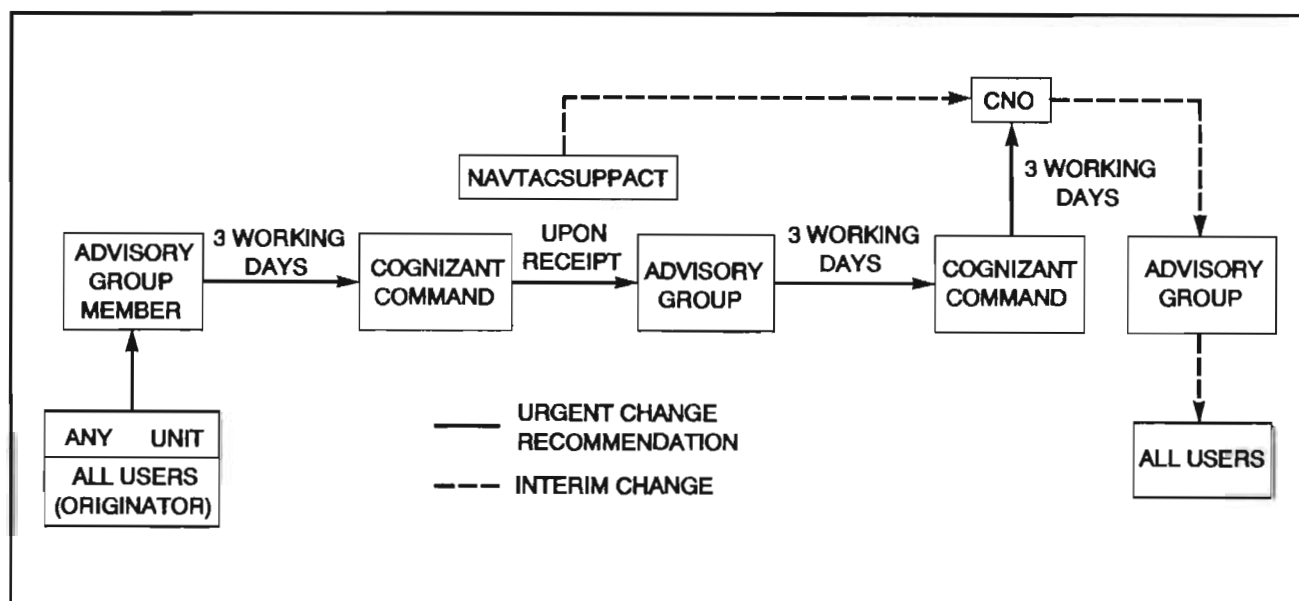 CNO
NAVTACSUPPACT
3 WORKING
DAYS
ADVISORY
GROUP
MEMBER
3 WORKING
DAYS
COGNIZANT
COMMAND
UPON
RECEIPT
ADVISORY
GROUP
3 WORKING
DAYS
COGNIZANT
COMMAND
ADVISORY
GROUP
ANY UNIT
ALL USERS
(ORIGINATOR)
URGENT CHANGE
RECOMMENDATION
INTERIM CHANGE
ALL USERS